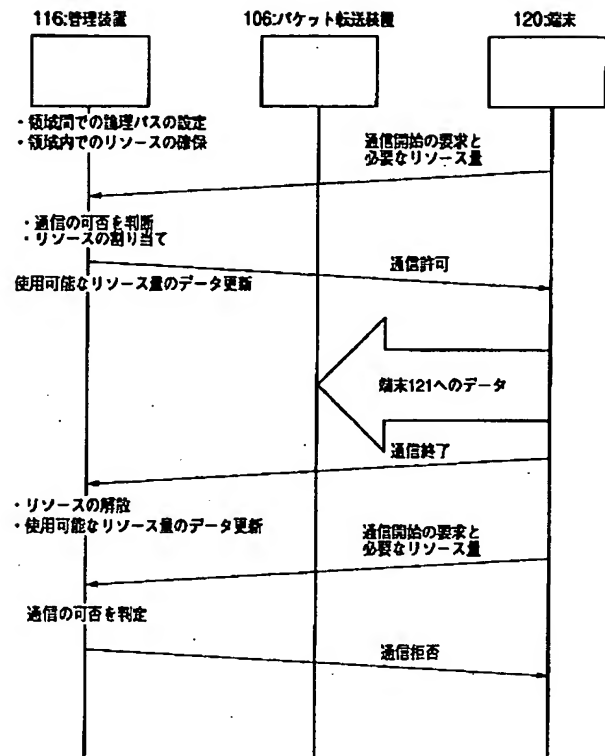 116:管理装置
106:パケット転送装置
120:端末
・領域間での論理パスの設定
・領域内でのリソースの確保
通信開始の要求と
必要なリソース量
・通信の可否を判断
・リソースの割り当て
通信許可
使用可能なリソース量のデータ更新
端末121へのデータ
通信終了
・リソースの解放
・使用可能なリソース量のデータ更新
通信開始の要求と
必要なリソース量
通信の可否を判定
通信拒否